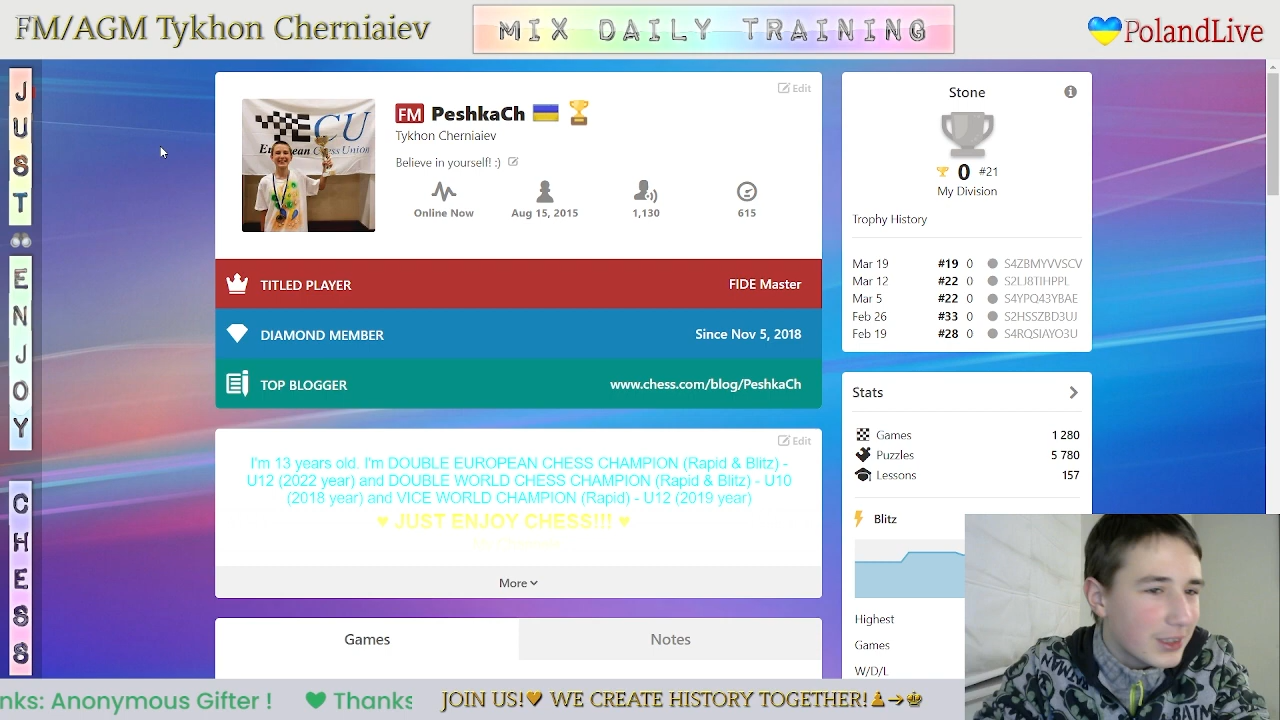 FM/AGM Tykhon Cherniaiev
MIX DAILY TRAINING
PolandLive
JUST
ENJOY
CHESS
Edit
FM PeshkaCh
Tykhon Cherniaiev
Believe in yourself! :)
Online Now
Aug 15, 2015
1,130
615
ECU
European Chess Union
TITLED PLAYER
FIDE Master
DIAMOND MEMBER
Since Nov 5, 2018
TOP BLOGGER
www.chess.com/blog/PeshkaCh
Edit
I'm 13 years old. I'm DOUBLE EUROPEAN CHESS CHAMPION (Rapid & Blitz) -
U12 (2022 year) and DOUBLE WORLD CHESS CHAMPION (Rapid & Blitz) - U10
(2018 year) and VICE WORLD CHAMPION (Rapid) - U12 (2019 year)
♥ JUST ENJOY CHESS!!! ♥
More
Games
Notes
Stone
0 #21
My Division
Trophy History
Mar 19 #19 0 S4ZBMYVVSCV
Mar 12 #22 0 S2LJ8TIHPPL
Mar 5 #22 0 S4YPQ43YBAE
Feb 26 #33 0 S2HSSZBD3UJ
Feb 19 #28 0 S4RQSIAYO3U
Stats
Games 1 280
Puzzles 5 780
Lessons 157
Blitz
Highest
Games
W/D/L
BATMAN
nks: Anonymous Gifter !
Thanks
JOIN US! WE CREATE HISTORY TOGETHER!